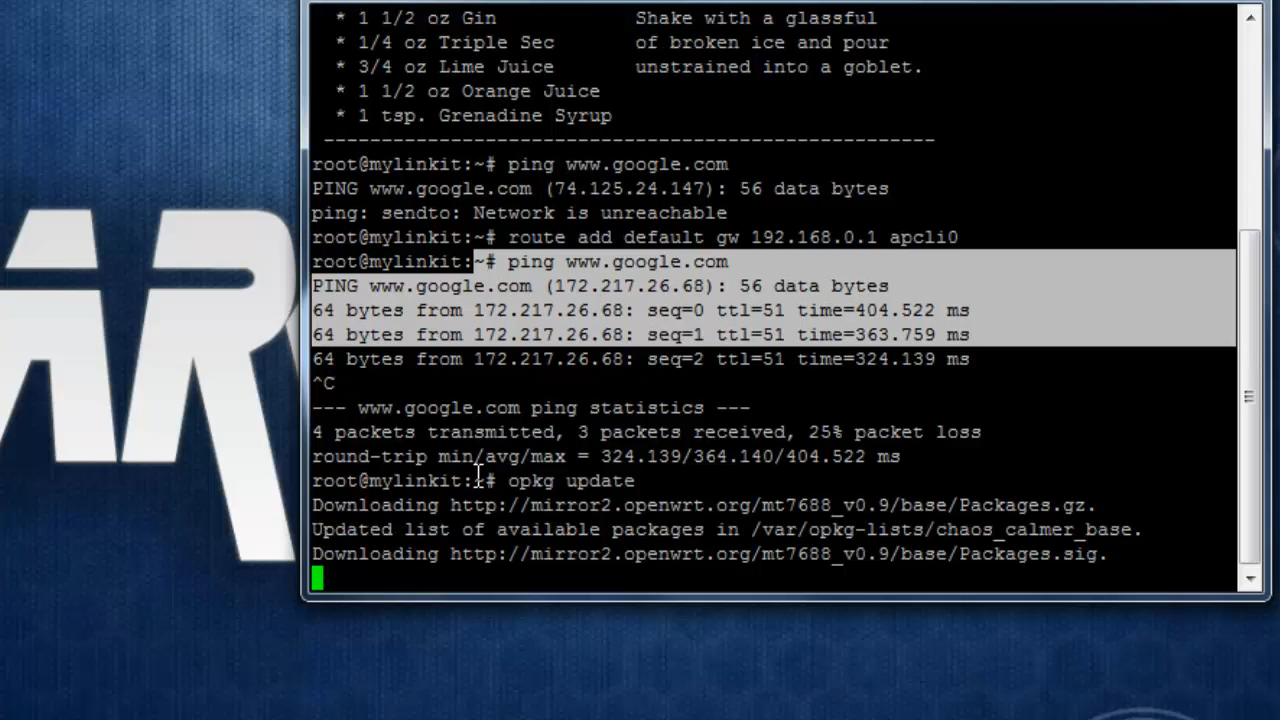 * 1 1/2 oz Gin Shake with a glassful
* 1/4 oz Triple Sec of broken ice and pour
* 3/4 oz Lime Juice unstrained into a goblet.
* 1 1/2 oz Orange Juice
* 1 tsp. Grenadine Syrup
-----------------------------------------------------
root@mylinkit:~# ping www.google.com
PING www.google.com (74.125.24.147): 56 data bytes
ping: sendto: Network is unreachable
root@mylinkit:~# route add default gw 192.168.0.1 apcli0
root@mylinkit:~# ping www.google.com
PING www.google.com (172.217.26.68): 56 data bytes
64 bytes from 172.217.26.68: seq=0 ttl=51 time=404.522 ms
64 bytes from 172.217.26.68: seq=1 ttl=51 time=363.759 ms
64 bytes from 172.217.26.68: seq=2 ttl=51 time=324.139 ms
^C
--- www.google.com ping statistics ---
4 packets transmitted, 3 packets received, 25% packet loss
round-trip min/avg/max = 324.139/364.140/404.522 ms
root@mylinkit:~# opkg update
Downloading http://mirror2.openwrt.org/mt7688_v0.9/base/Packages.gz.
Updated list of available packages in /var/opkg-lists/chaos_calmer_base.
Downloading http://mirror2.openwrt.org/mt7688_v0.9/base/Packages.sig.